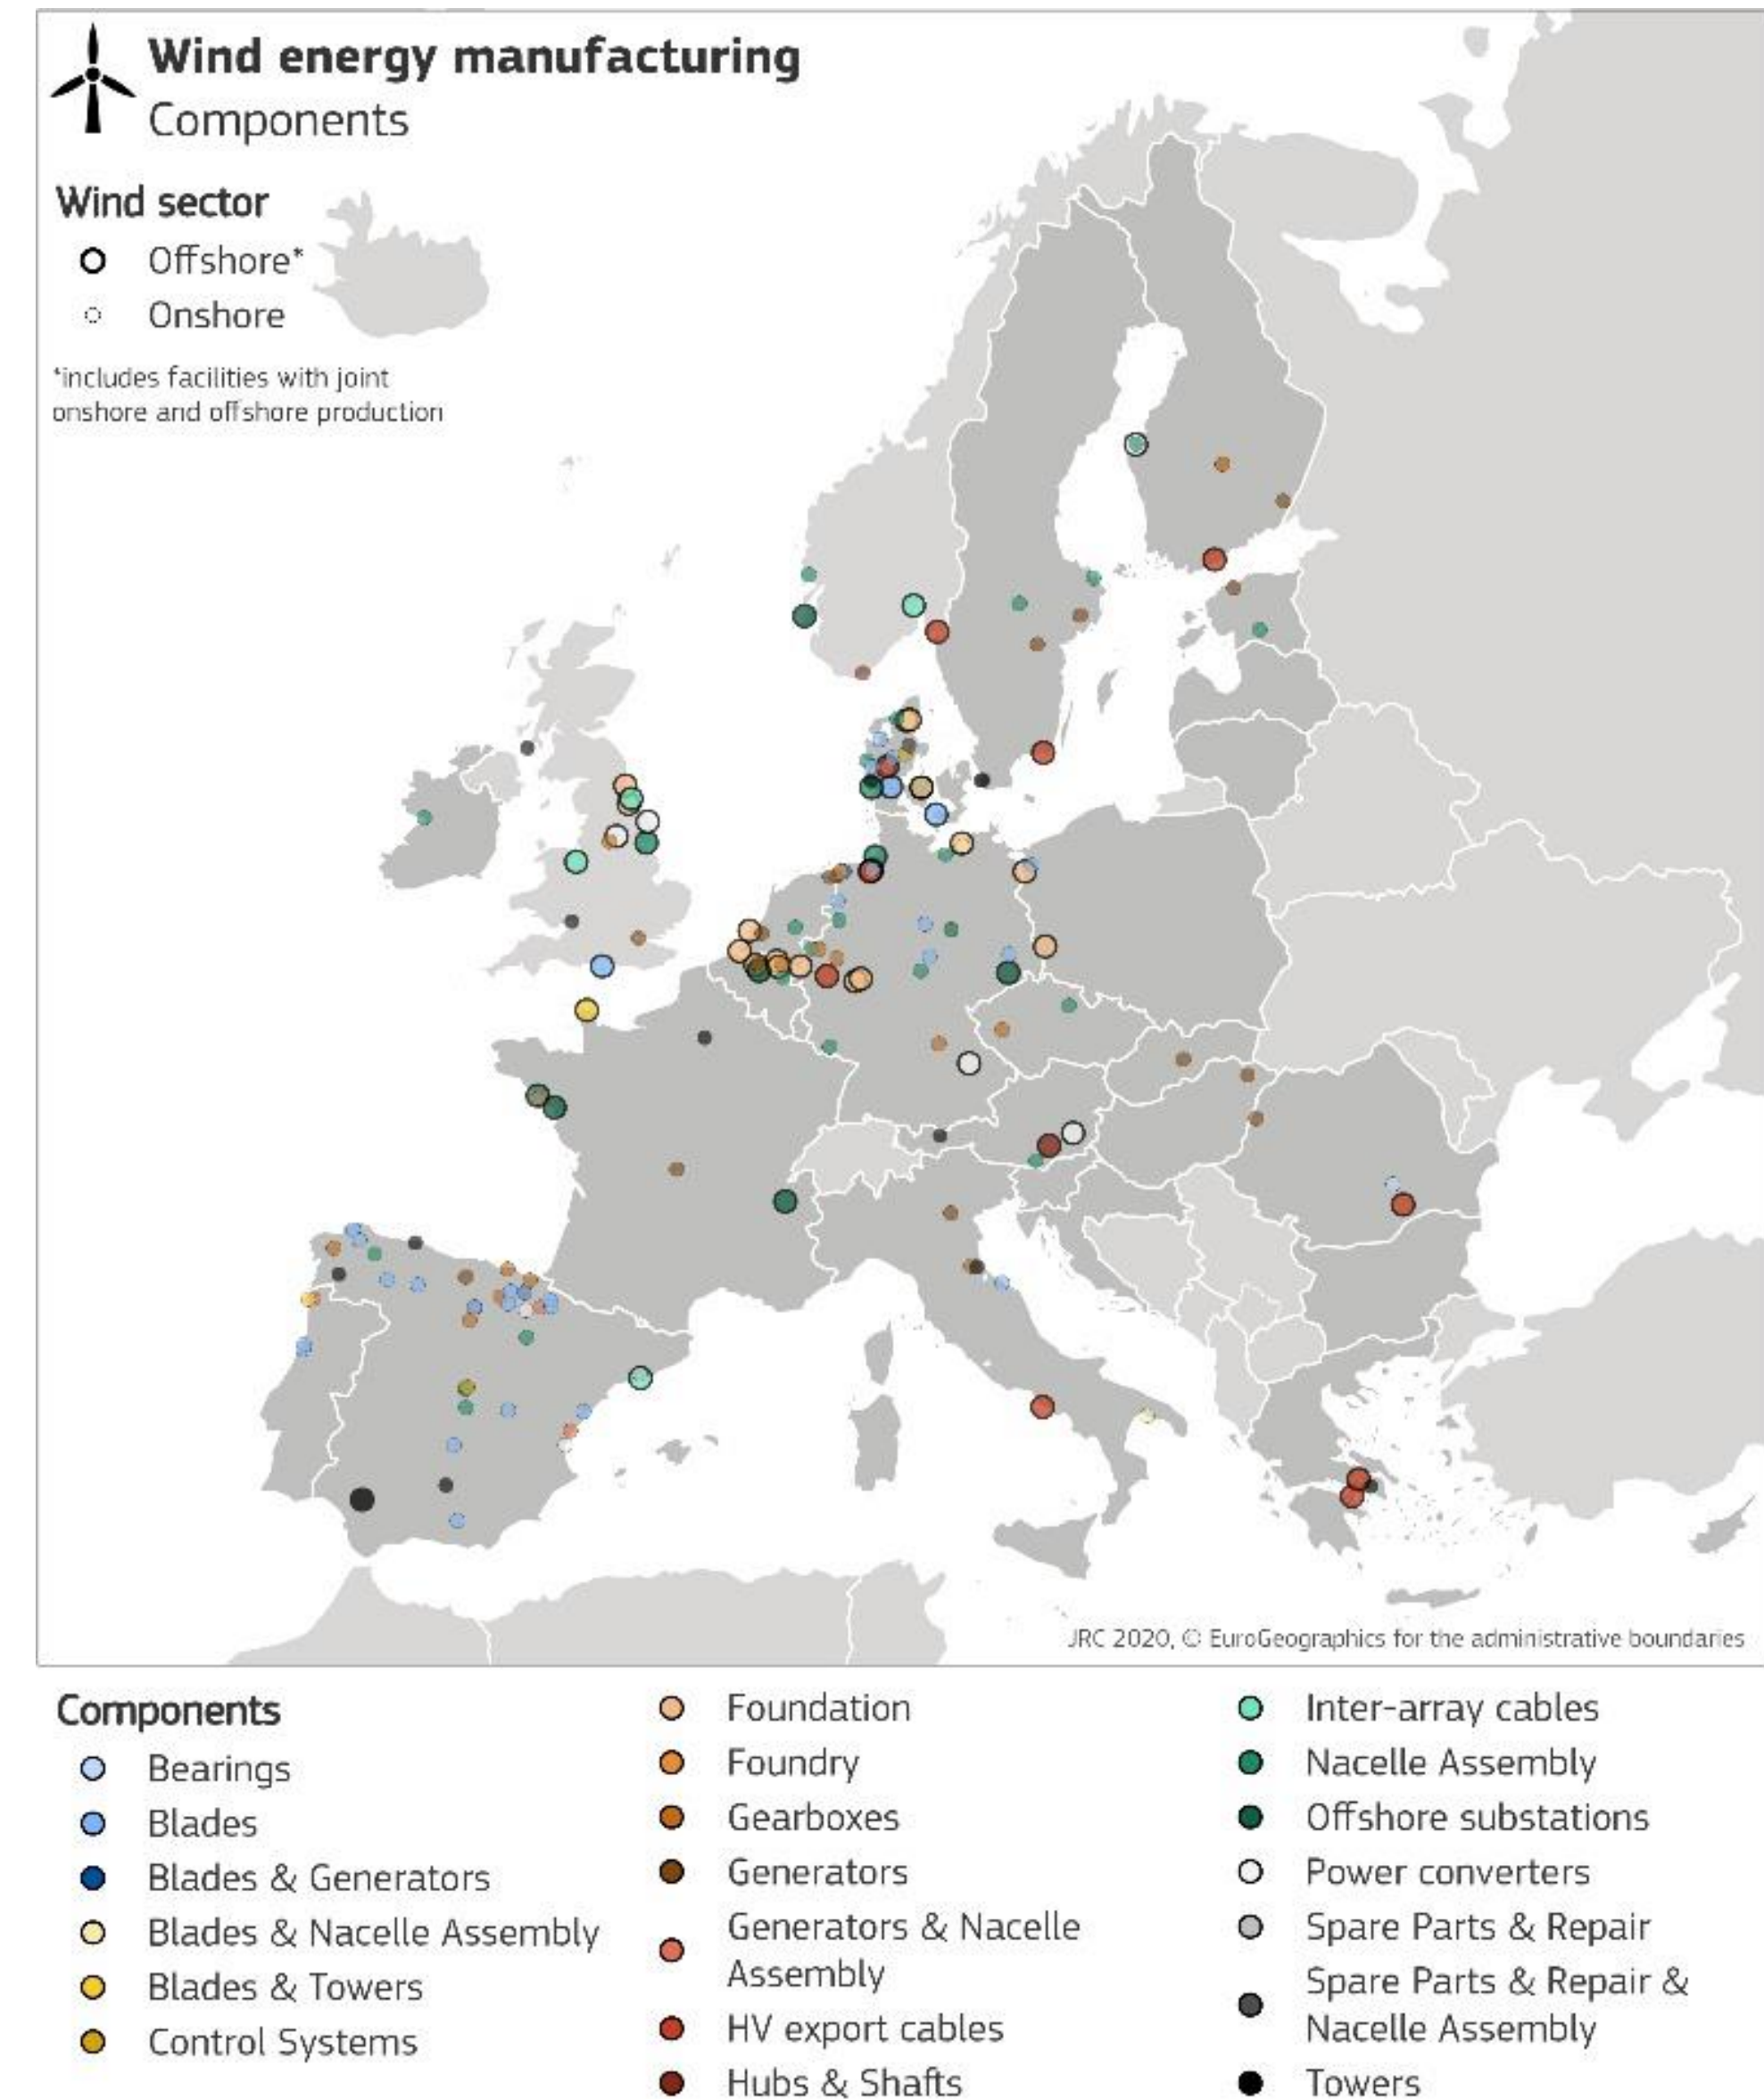 Wind energy manufacturing
Components
Wind sector
Offshore*
Onshore
*includes facilities with joint
onshore and offshore production
JRC 2020, © EuroGeographics for the administrative boundaries
Components
Bearings
Blades
Blades & Generators
Blades & Nacelle Assembly
Blades & Towers
Control Systems
Foundation
Foundry
Gearboxes
Generators
Generators & Nacelle
Assembly
HV export cables
Hubs & Shafts
Inter-array cables
Nacelle Assembly
Offshore substations
Power converters
Spare Parts & Repair
Spare Parts & Repair &
Nacelle Assembly
Towers